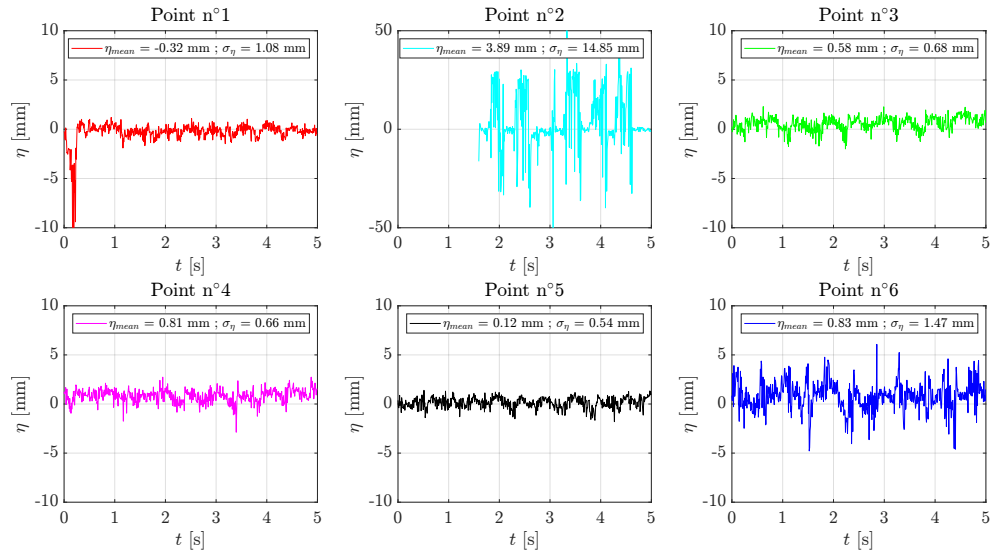 Point n°1
η_mean = -0.32 mm ; σ_η = 1.08 mm
10
5
0
-5
-10
η [mm]
0 1 2 3 4 5
t [s]
Point n°2
η_mean = 3.89 mm ; σ_η = 14.85 mm
50
0
-50
η [mm]
0 1 2 3 4 5
t [s]
Point n°3
η_mean = 0.58 mm ; σ_η = 0.68 mm
10
5
0
-5
-10
η [mm]
0 1 2 3 4 5
t [s]
Point n°4
η_mean = 0.81 mm ; σ_η = 0.66 mm
10
5
0
-5
-10
η [mm]
0 1 2 3 4 5
t [s]
Point n°5
η_mean = 0.12 mm ; σ_η = 0.54 mm
10
5
0
-5
-10
η [mm]
0 1 2 3 4 5
t [s]
Point n°6
η_mean = 0.83 mm ; σ_η = 1.47 mm
10
5
0
-5
-10
η [mm]
0 1 2 3 4 5
t [s]